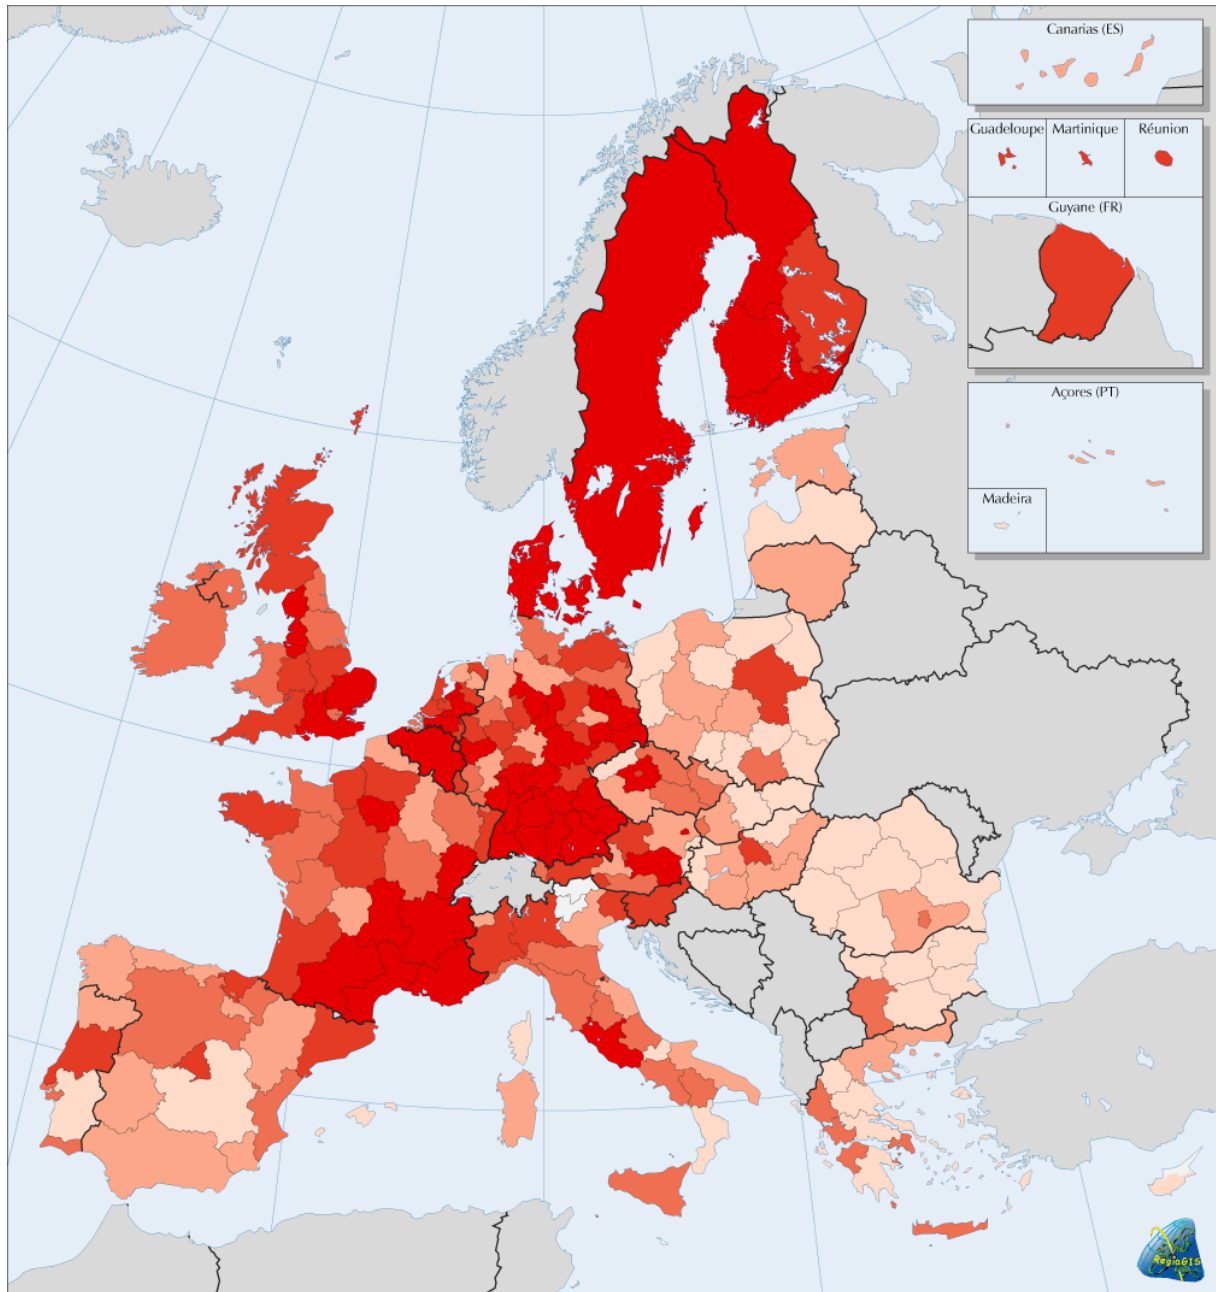 Canarias (ES)
Guadeloupe
Martinique
Réunion
Guyane (FR)
Açores (PT)
Madeira
RegioGIS